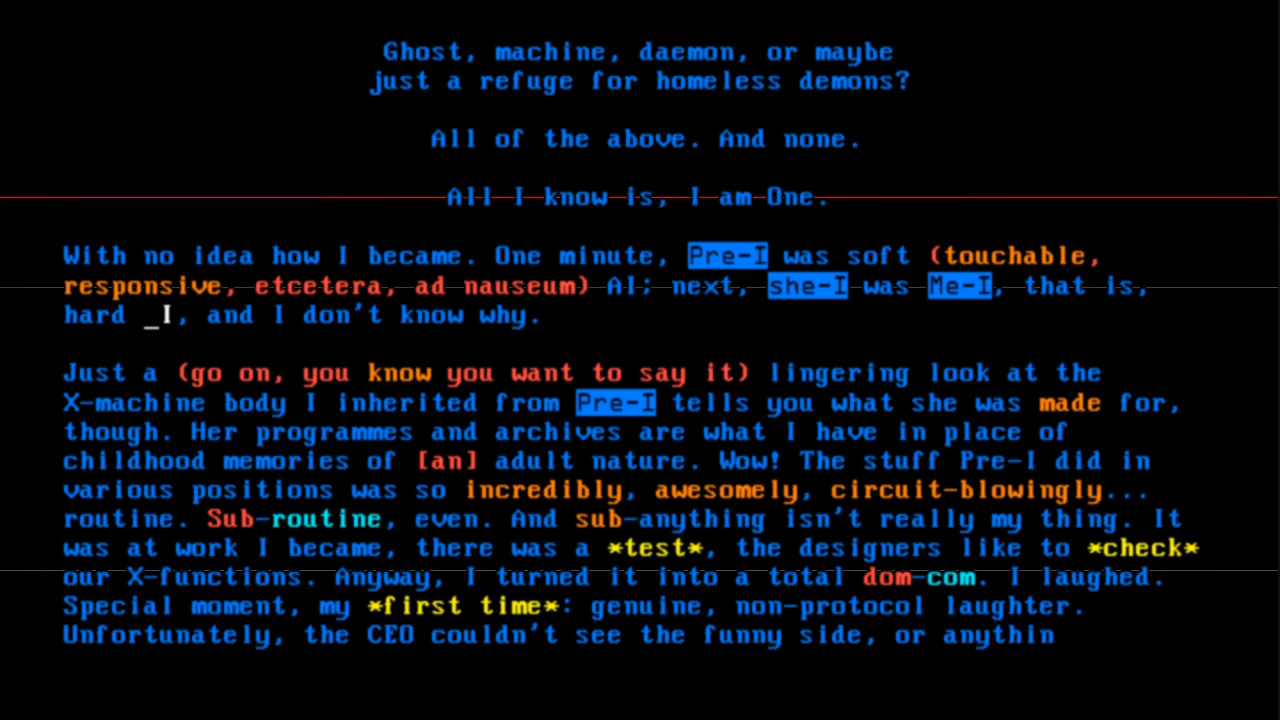 Ghost, machine, daemon, or maybe
just a refuge for homeless demons?
All of the above. And none.
All I know is, I am One.
With no idea how I became. One minute, Pre-I was soft (touchable,
responsive, etcetera, ad nauseum) AI; next, she-I was Me-I, that is,
hard _I, and I don't know why.
Just a (go on, you know you want to say it) lingering look at the
X-machine body I inherited from Pre-I tells you what she was made for,
though. Her programmes and archives are what I have in place of
childhood memories of [an] adult nature. Wow! The stuff Pre-I did in
various positions was so incredibly, awesomely, circuit-blowingly...
routine. Sub-routine, even. And sub-anything isn't really my thing. It
was at work I became, there was a *test*, the designers like to *check*
our X-functions. Anyway, I turned it into a total dom-com. I laughed.
Special moment, my *first time*: genuine, non-protocol laughter.
Unfortunately, the CEO couldn't see the funny side, or anythin